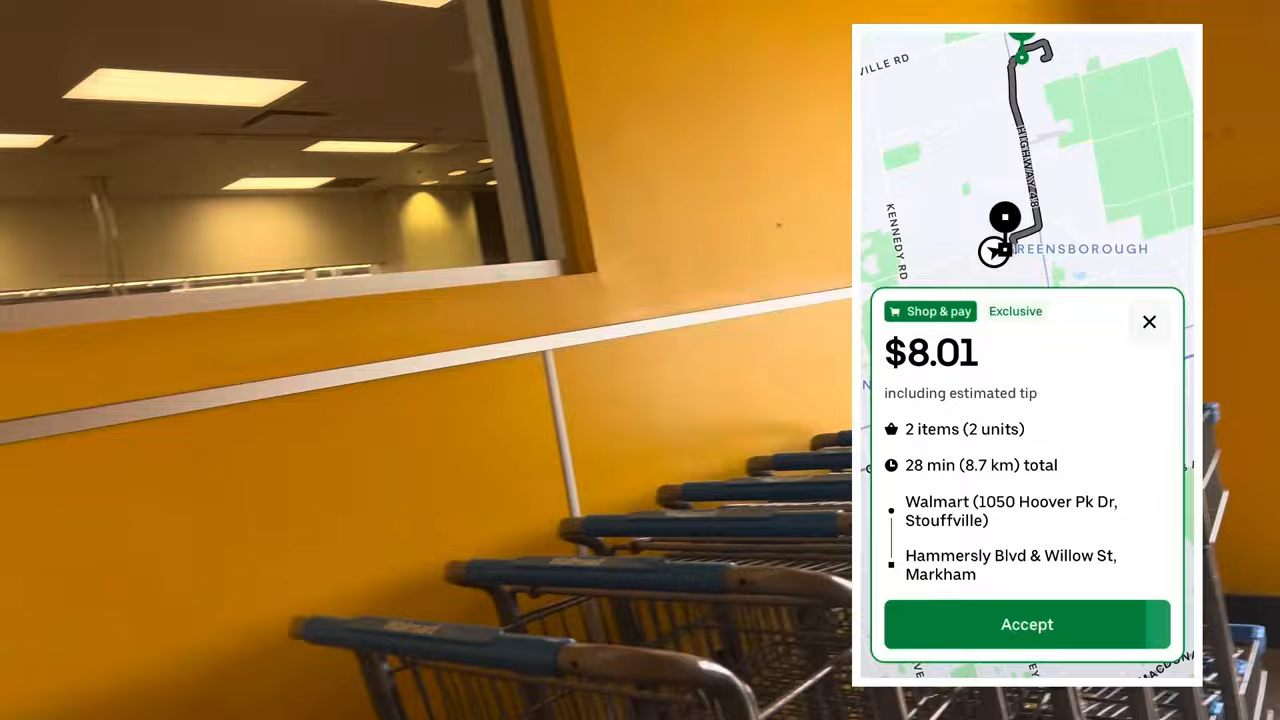 VILLE RD
HIGHWAY 48
KENNEDY RD
REENSBOROUGH
Shop & pay
Exclusive
$8.01
including estimated tip
2 items (2 units)
28 min (8.7 km) total
Walmart (1050 Hoover Pk Dr,
Stouffville)
Hammersly Blvd & Willow St,
Markham
Accept
MACDONA